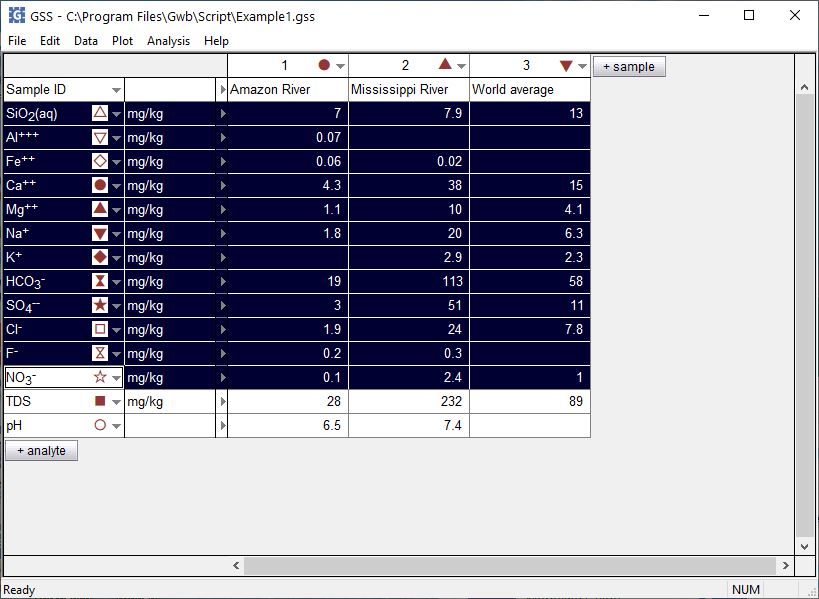 GSS - C:\Program Files\Gwb\Script\Example1.gss
File Edit Data Plot Analysis Help
1 2 3 + sample
Sample ID Amazon River Mississippi River World average
SiO2(aq) mg/kg 7 7.9 13
Al+++ mg/kg 0.07
Fe++ mg/kg 0.06 0.02
Ca++ mg/kg 4.3 38 15
Mg++ mg/kg 1.1 10 4.1
Na+ mg/kg 1.8 20 6.3
K+ mg/kg 2.9 2.3
HCO3- mg/kg 19 113 58
SO4-- mg/kg 3 51 11
Cl- mg/kg 1.9 24 7.8
F- mg/kg 0.2 0.3
NO3- mg/kg 0.1 2.4 1
TDS mg/kg 28 232 89
pH 6.5 7.4
+ analyte
Ready NUM